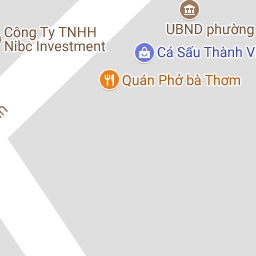 UBND phường
Công Ty TNHH
Nibc Investment
Cá Sấu Thành V
Quán Phở bà Thơm